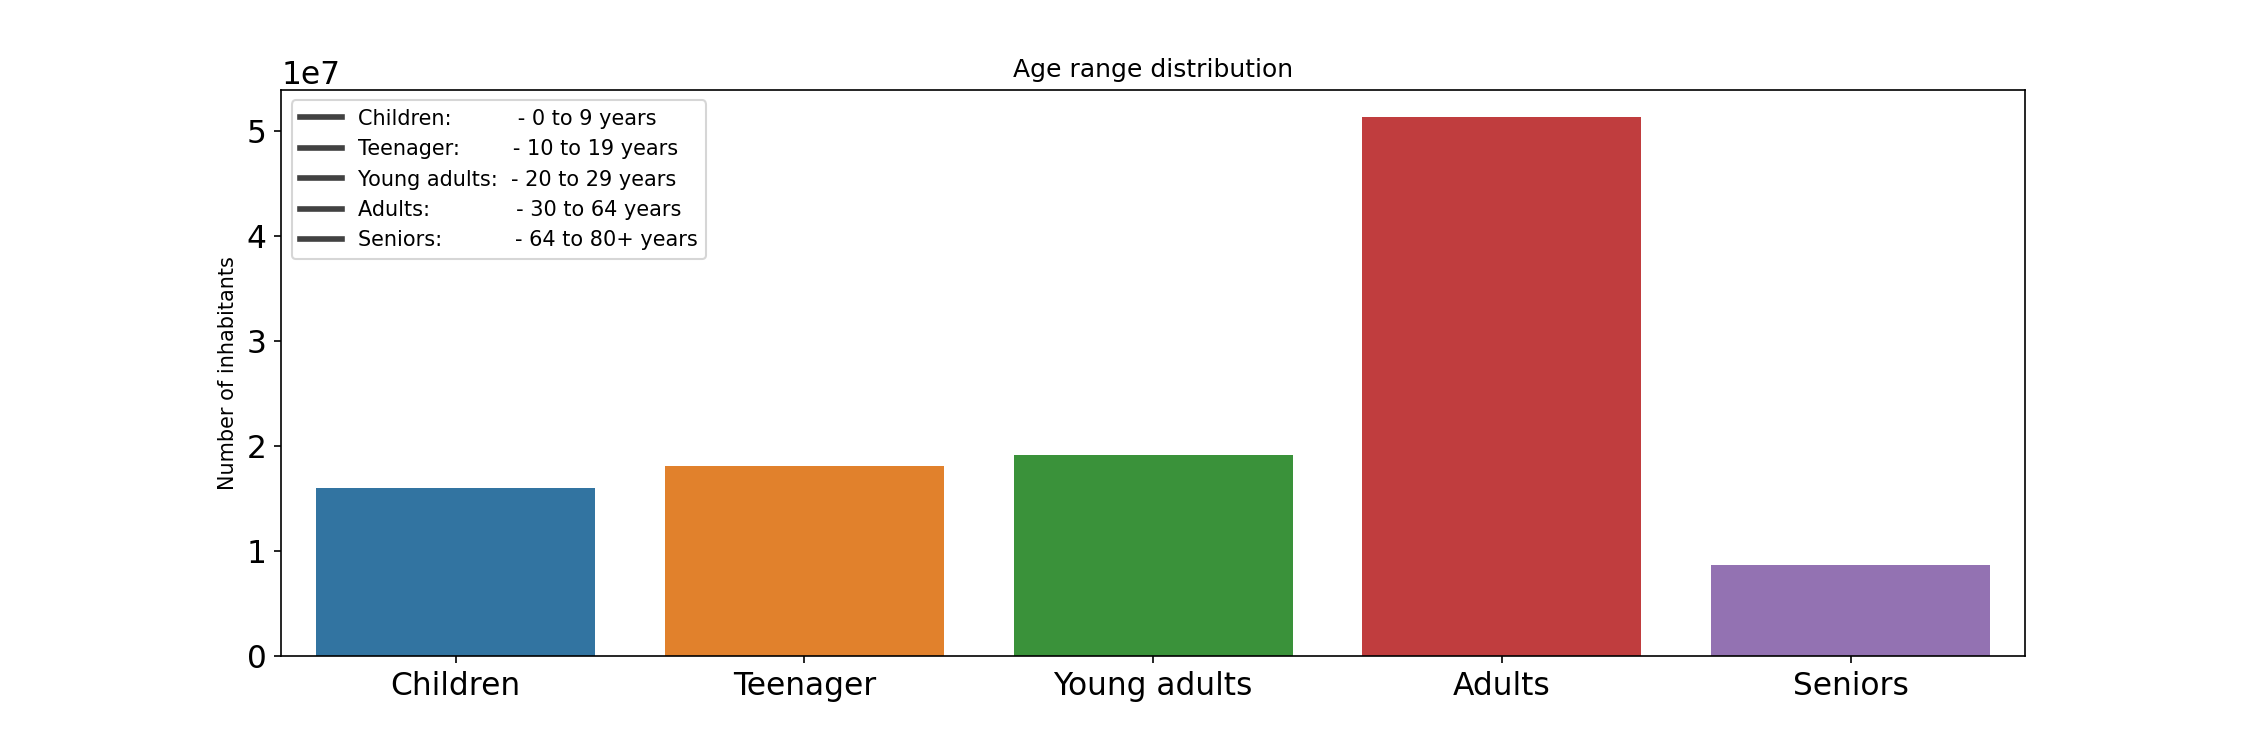 Age range distribution
1e7
Children: - 0 to 9 years
Teenager: - 10 to 19 years
Young adults: - 20 to 29 years
Adults: - 30 to 64 years
Seniors: - 64 to 80+ years
Number of inhabitants
5
4
3
2
1
0
Children
Teenager
Young adults
Adults
Seniors